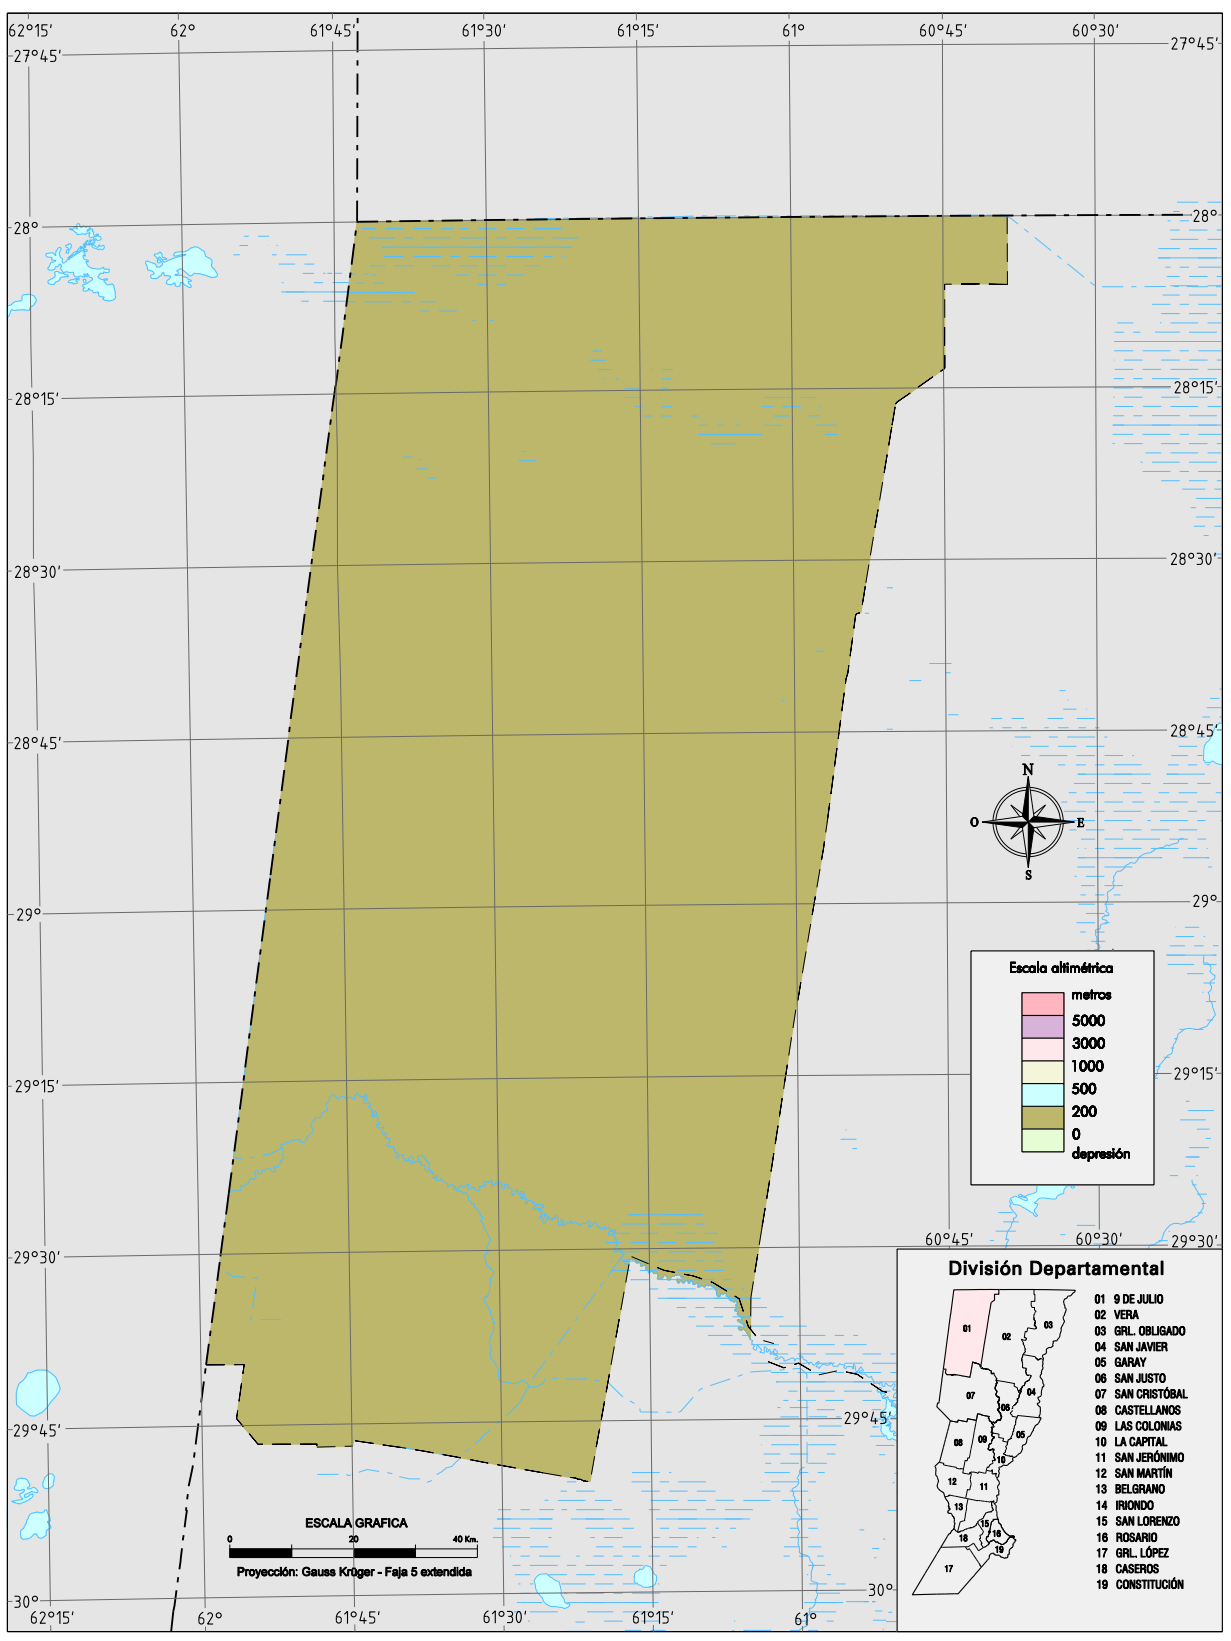 62°15'
62°
61°45'
61°30'
61°15'
61°
60°45'
60°30'
27°45'
27°45'
28°
28°
28°15'
28°15'
28°30'
28°30'
28°45'
28°45'
N
O
E
S
29°
29°
Escala altimétrica
metros
5000
3000
1000
500
200
0
depresión
29°15'
29°15'
29°30'
60°45'
60°30'
29°30'
División Departamental
01 9 DE JULIO
02 VERA
03 GRL. OBLIGADO
04 SAN JAVIER
05 GARAY
06 SAN JUSTO
07 SAN CRISTÓBAL
08 CASTELLANOS
09 LAS COLONIAS
10 LA CAPITAL
11 SAN JERÓNIMO
12 SAN MARTÍN
13 BELGRANO
14 IRIONDO
15 SAN LORENZO
16 ROSARIO
17 GRL. LÓPEZ
18 CASEROS
19 CONSTITUCIÓN
01
02
03
04
07
06
05
08
09
10
12
11
13
15
18
16
19
17
29°45'
29°45'
ESCALA GRAFICA
0 20 40 Km.
Proyección: Gauss Krüger - Faja 5 extendida
30°
30°
62°15'
62°
61°45'
61°30'
61°15'
61°